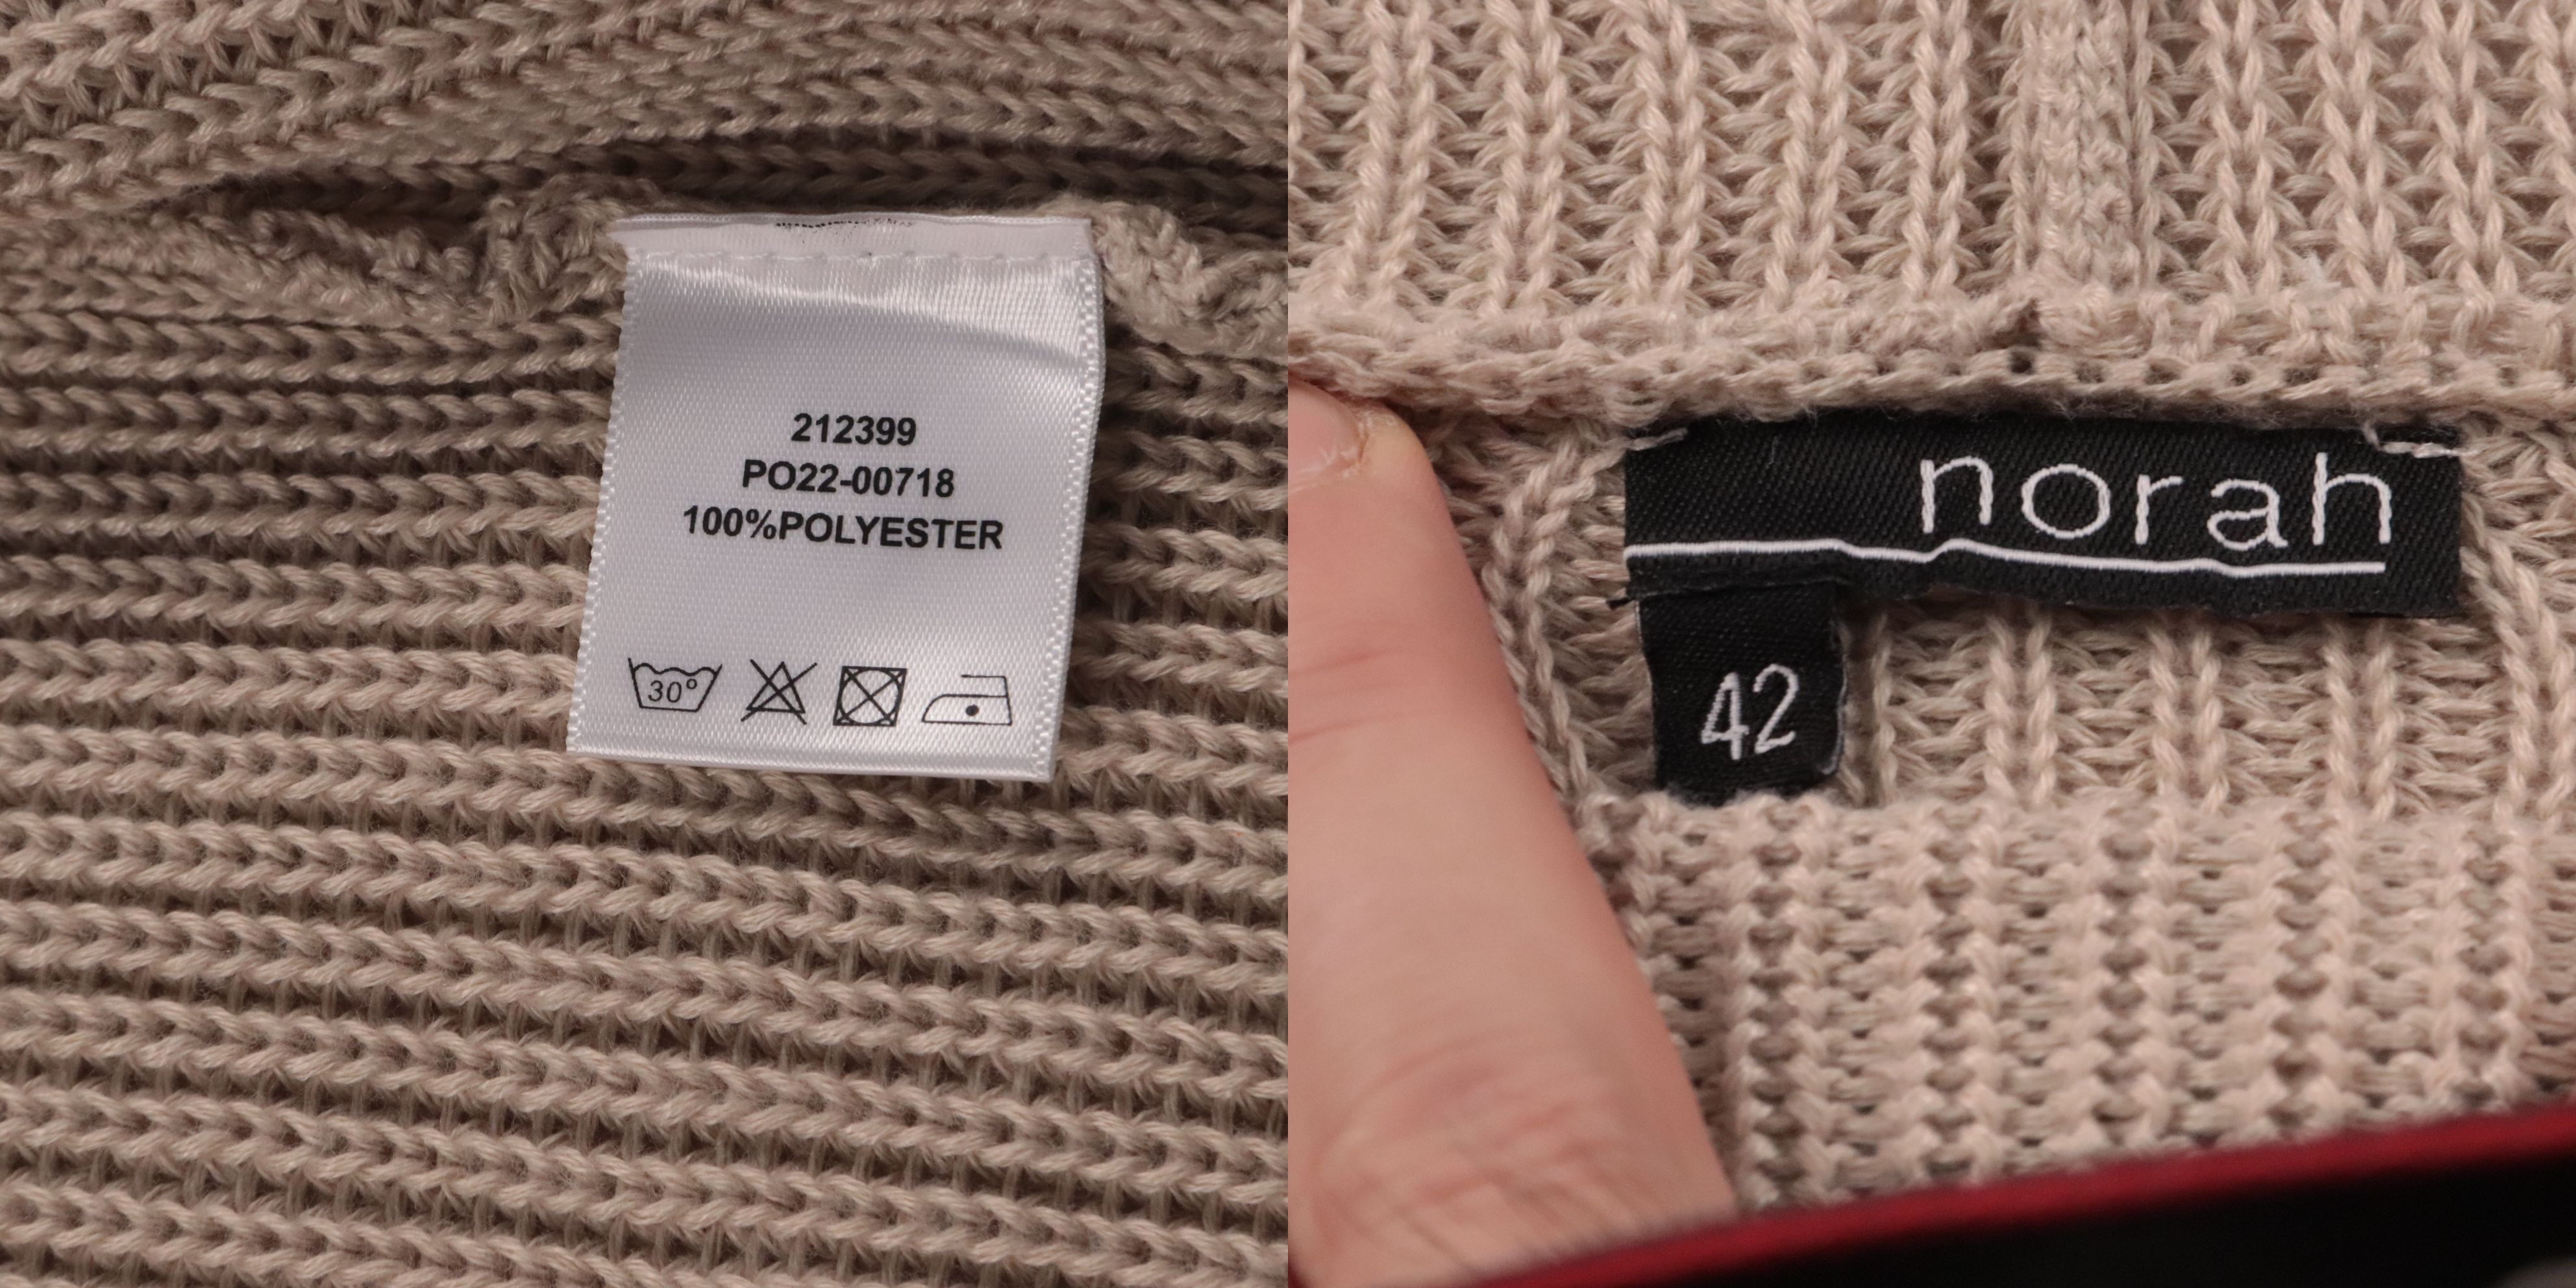 212399
PO22-00718
100%POLYESTER
30°
norah
42